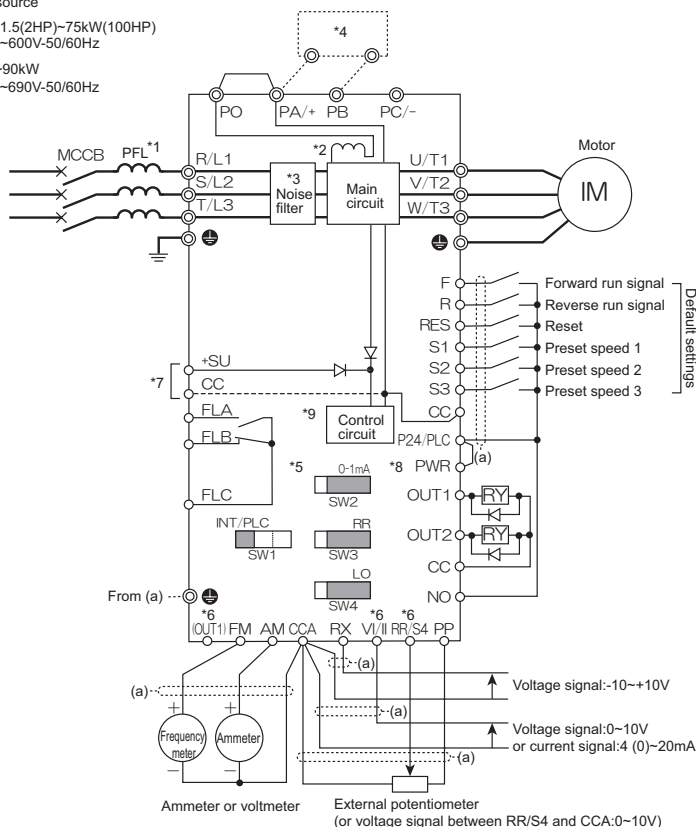 source
1.5(2HP)~75kW(100HP)
~600V-50/60Hz
~90kW
~690V-50/60Hz
*4
PO PA/+ PB PC/-
MCCB PFL*1
*2
R/L1
S/L2
T/L3
*3
Noise
filter
Main
circuit
U/T1
V/T2
W/T3
Motor
IM
F Forward run signal
R Reverse run signal
RES Reset
S1 Preset speed 1
S2 Preset speed 2
S3 Preset speed 3
Default settings
*7
+SU
CC
FLA
FLB
FLC
*9
Control
circuit
CC
P24/PLC
*8 PWR
(a)
*5
0-1mA
SW2
OUT1 RY
INT/PLC
SW1
RR
SW3
OUT2 RY
CC
LO
SW4
NO
From (a)
*6 *6 *6
(OUT1) FM AM CCA RX VI/II RR/S4 PP
(a)
Voltage signal:-10~+10V
(a)
(a)
Voltage signal:0~10V
or current signal:4 (0)~20mA
(a)
+ +
Frequency
meter
Ammeter
− −
Ammeter or voltmeter
External potentiometer
(or voltage signal between RR/S4 and CCA:0~10V)